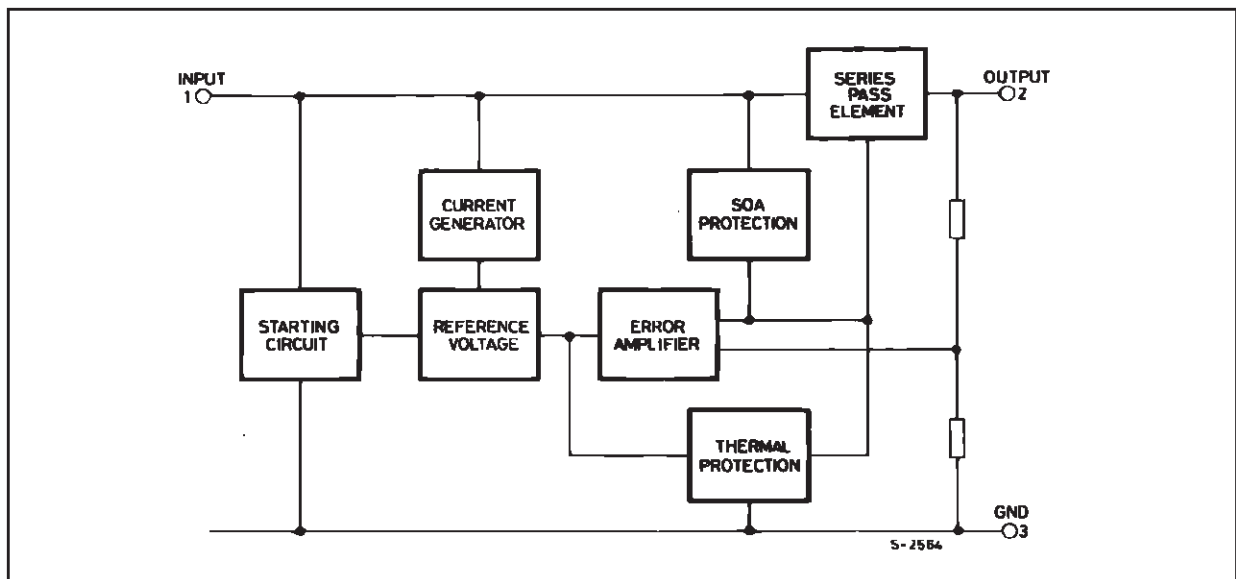 INPUT
1
SERIES
PASS
ELEMENT
OUTPUT
2
CURRENT
GENERATOR
SOA
PROTECTION
STARTING
CIRCUIT
REFERENCE
VOLTAGE
ERROR
AMPLIFIER
THERMAL
PROTECTION
GND
3
S-2564